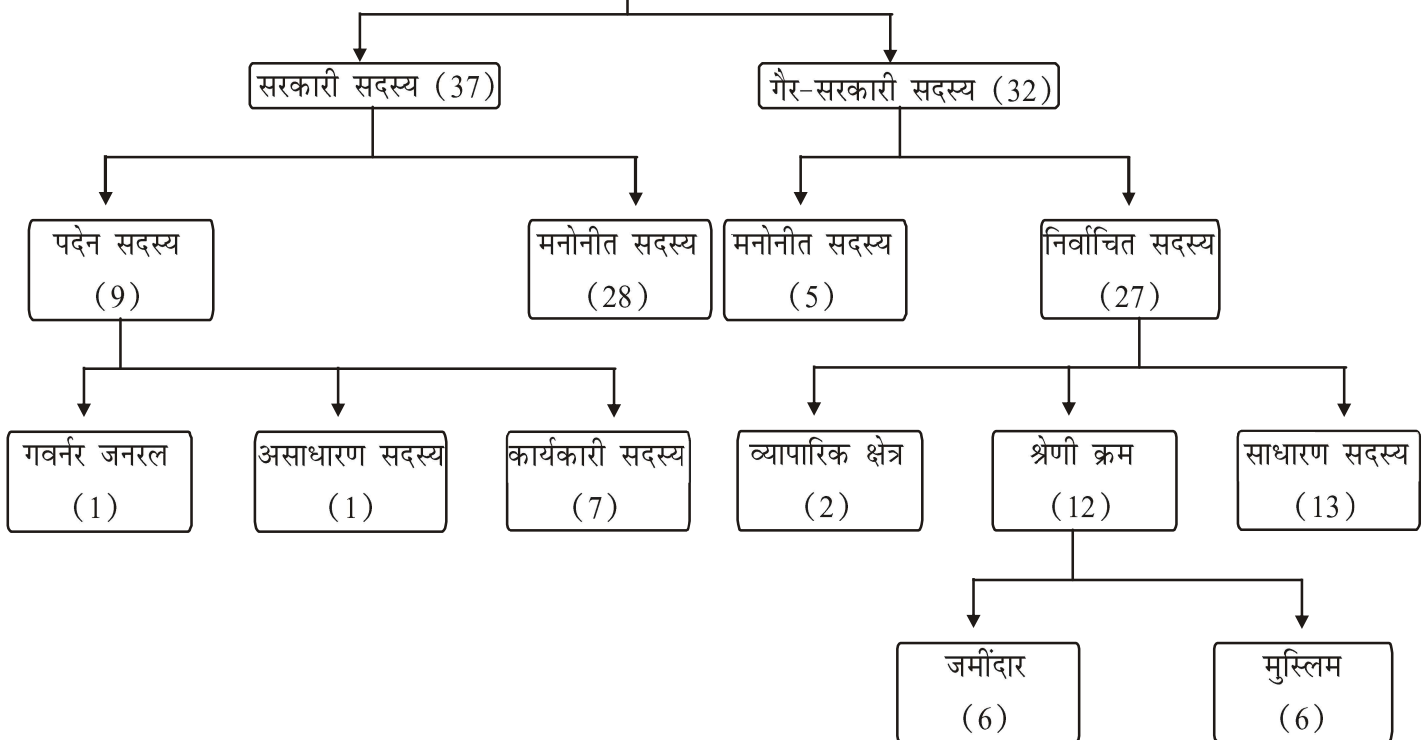 सरकारी सदस्य (37)
गैर-सरकारी सदस्य (32)
पदेन सदस्य
(9)
मनोनीत सदस्य
(28)
मनोनीत सदस्य
(5)
निर्वाचित सदस्य
(27)
गवर्नर जनरल
(1)
असाधारण सदस्य
(1)
कार्यकारी सदस्य
(7)
व्यापारिक क्षेत्र
(2)
श्रेणी क्रम
(12)
साधारण सदस्य
(13)
जमींदार
(6)
मुस्लिम
(6)